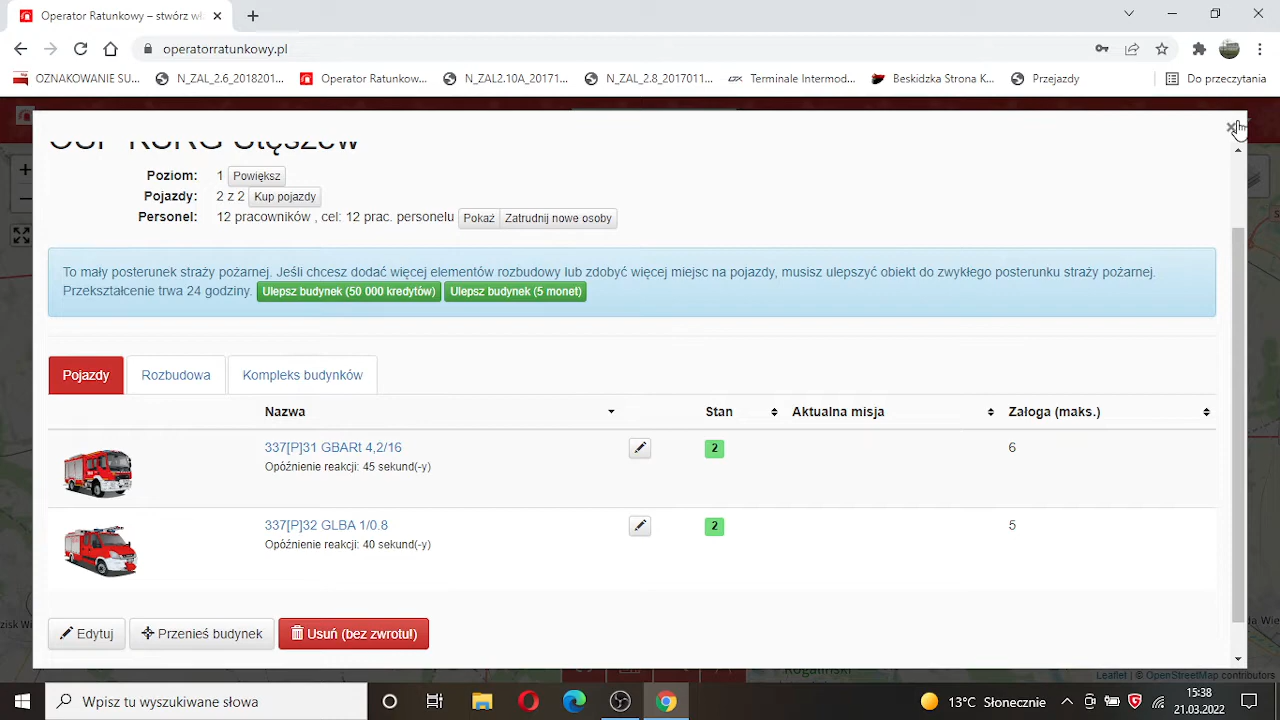 Operator Ratunkowy – stwórz wł
operatorratunkowy.pl
OZNAKOWANIE SU...
N_ZAL_2.6_2018201...
Operator Ratunkow...
N_ZAL2.10A_20171...
N_ZAL_2.8_2017011...
Terminale Intermod...
Beskidzka Strona K...
Przejazdy
Do przeczytania
Stęszew
Poziom: 1 Powiększ
Pojazdy: 2 z 2 Kup pojazdy
Personel: 12 pracowników , cel: 12 prac. personelu Pokaż Zatrudnij nowe osoby
To mały posterunek straży pożarnej. Jeśli chcesz dodać więcej elementów rozbudowy lub zdobyć więcej miejsc na pojazdy, musisz ulepszyć obiekt do zwykłego posterunku straży pożarnej.
Przekształcenie trwa 24 godziny. Ulepsz budynek (50 000 kredytów) Ulepsz budynek (5 monet)
Pojazdy Rozbudowa Kompleks budynków
Nazwa Stan Aktualna misja Załoga (maks.)
337[P]31 GBARt 4,2/16 2 6
Opóźnienie reakcji: 45 sekund(-y)
337[P]32 GLBA 1/0.8 2 5
Opóźnienie reakcji: 40 sekund(-y)
Edytuj Przenieś budynek Usuń (bez zwrotu!)
Leaflet | © OpenStreetMap contributors
Wpisz tu wyszukiwane słowa
13°C Słonecznie
15:38
21.03.2022